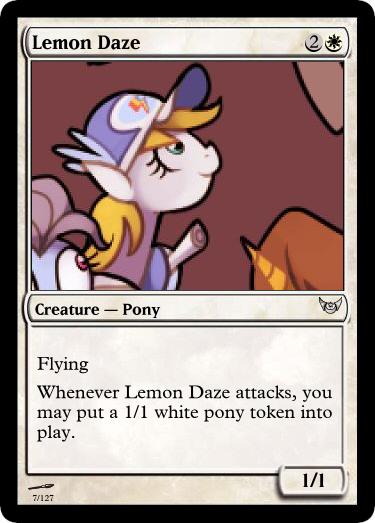 Lemon Daze 2
Creature — Pony
Flying
Whenever Lemon Daze attacks, you
may put a 1/1 white pony token into
play.
1/1
7/127